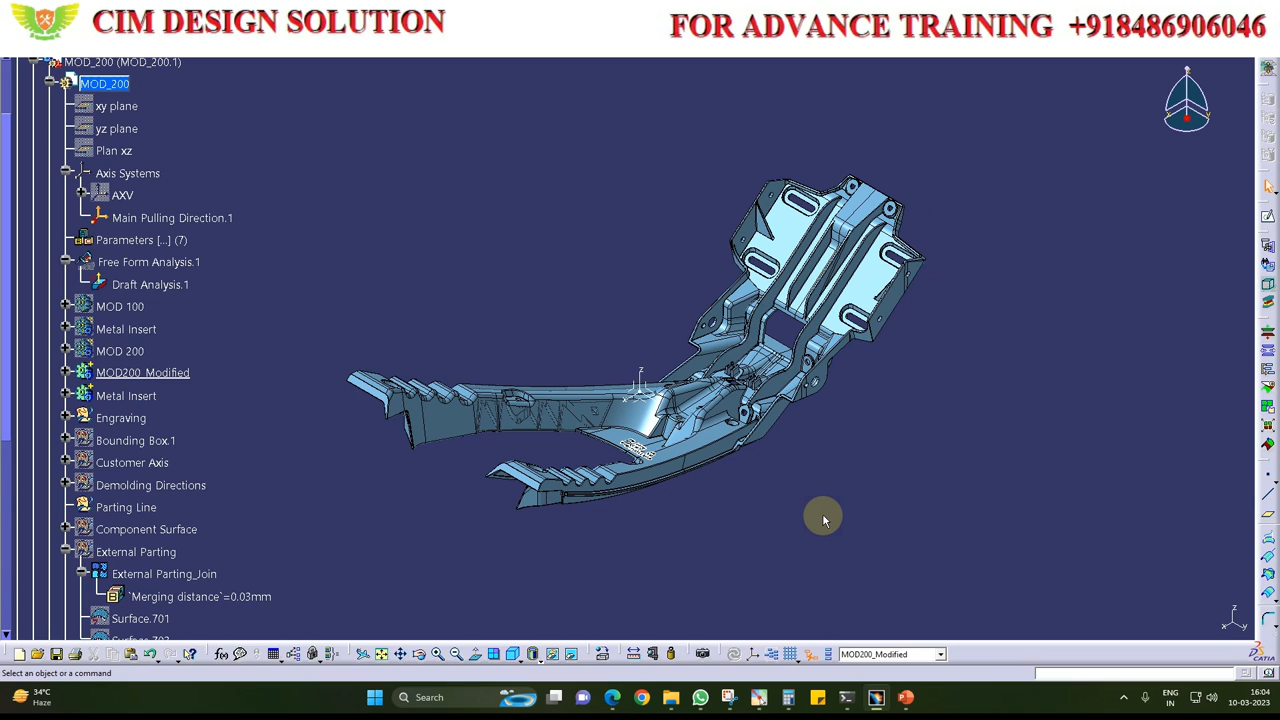 CIM DESIGN SOLUTION
FOR ADVANCE TRAINING +918486906046
MOD_200 (MOD_200.1)
MOD_200
xy plane
yz plane
Plan xz
Axis Systems
AXV
Main Pulling Direction.1
Parameters [...] (7)
Free Form Analysis.1
Draft Analysis.1
MOD 100
Metal Insert
MOD 200
MOD200_Modified
Metal Insert
Engraving
Bounding Box.1
Customer Axis
Demolding Directions
Parting Line
Component Surface
External Parting
External Parting_Join
`Merging distance`=0.03mm
Surface.701
z
x
z
x
y
f(x)
MOD200_Modified
CATIA
Select an object or a command
34°C
Haze
Search
ENG
IN
16:04
10-03-2023